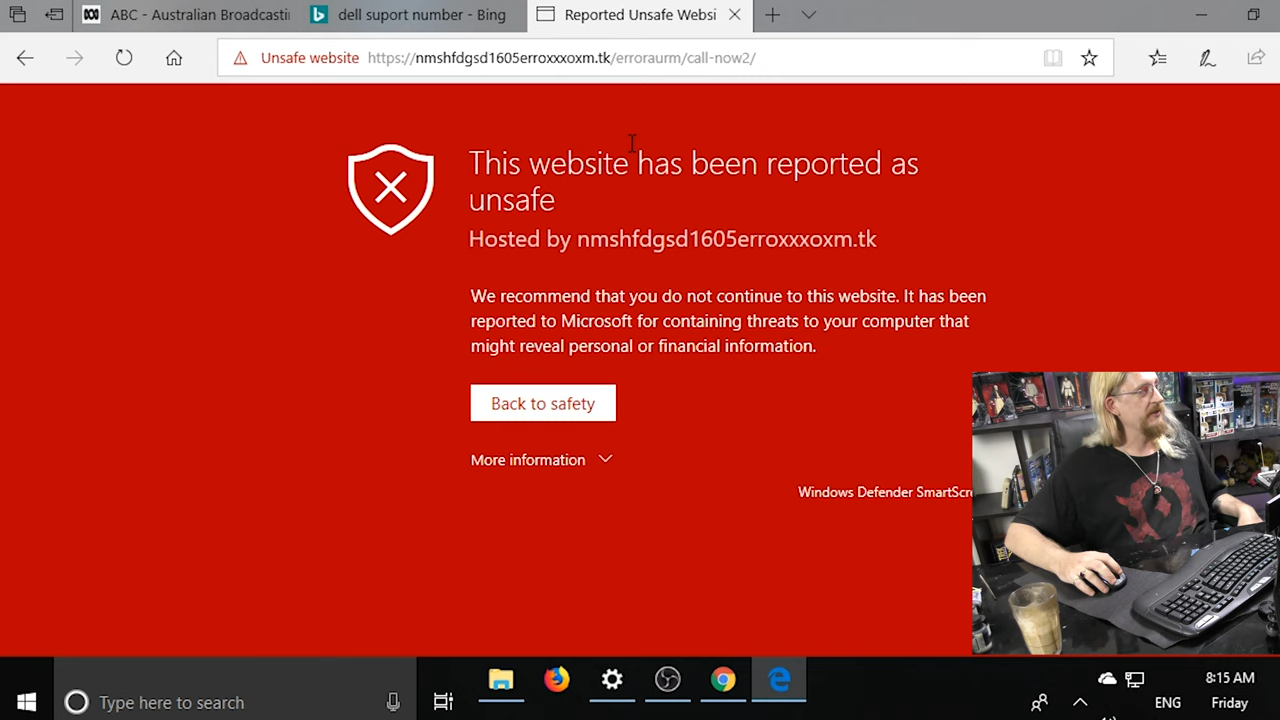 ABC - Australian Broadcasti
dell suport number - Bing
Reported Unsafe Websi
Unsafe website https://nmshfdgsd1605erroxxxoxm.tk/erroraurm/call-now2/
This website has been reported as
unsafe
Hosted by nmshfdgsd1605erroxxxoxm.tk
We recommend that you do not continue to this website. It has been
reported to Microsoft for containing threats to your computer that
might reveal personal or financial information.
Back to safety
More information
Windows Defender SmartScre
Type here to search
ENG
8:15 AM
Friday